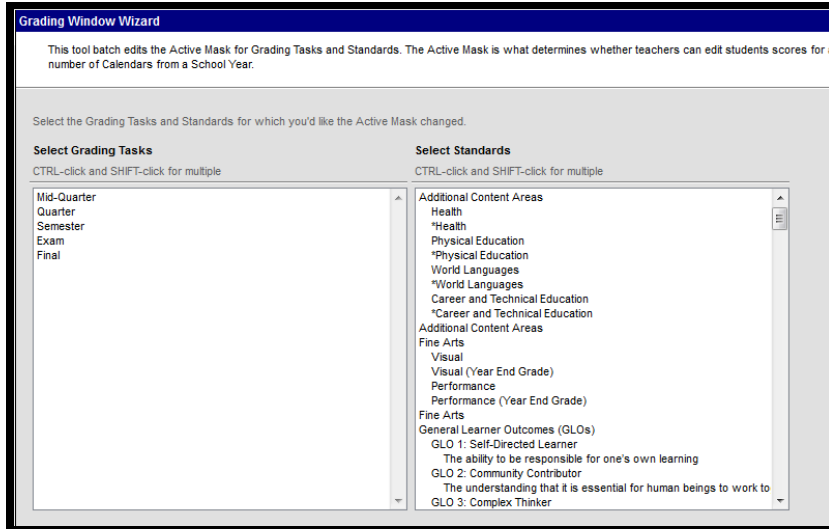 Grading Window Wizard
This tool batch edits the Active Mask for Grading Tasks and Standards. The Active Mask is what determines whether teachers can edit students scores for a
number of Calendars from a School Year.
Select the Grading Tasks and Standards for which you'd like the Active Mask changed.
Select Grading Tasks
CTRL-click and SHIFT-click for multiple
Mid-Quarter
Quarter
Semester
Exam
Final
Select Standards
CTRL-click and SHIFT-click for multiple
Additional Content Areas
Health
*Health
Physical Education
*Physical Education
World Languages
*World Languages
Career and Technical Education
*Career and Technical Education
Additional Content Areas
Fine Arts
Visual
Visual (Year End Grade)
Performance
Performance (Year End Grade)
Fine Arts
General Learner Outcomes (GLOs)
GLO 1: Self-Directed Learner
The ability to be responsible for one's own learning
GLO 2: Community Contributor
The understanding that it is essential for human beings to work to
GLO 3: Complex Thinker